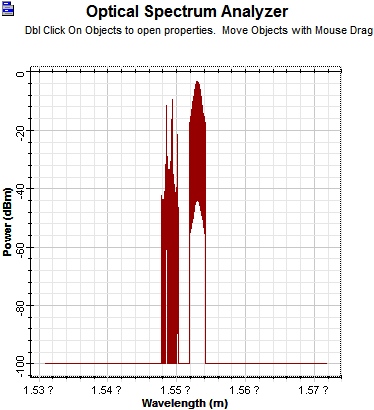 Optical Spectrum Analyzer
Dbl Click On Objects to open properties. Move Objects with Mouse Drag
0
-20
-40
-60
-80
-100
Power (dBm)
1.53 ? 1.54 ? 1.55 ? 1.56 ? 1.57 ?
Wavelength (m)